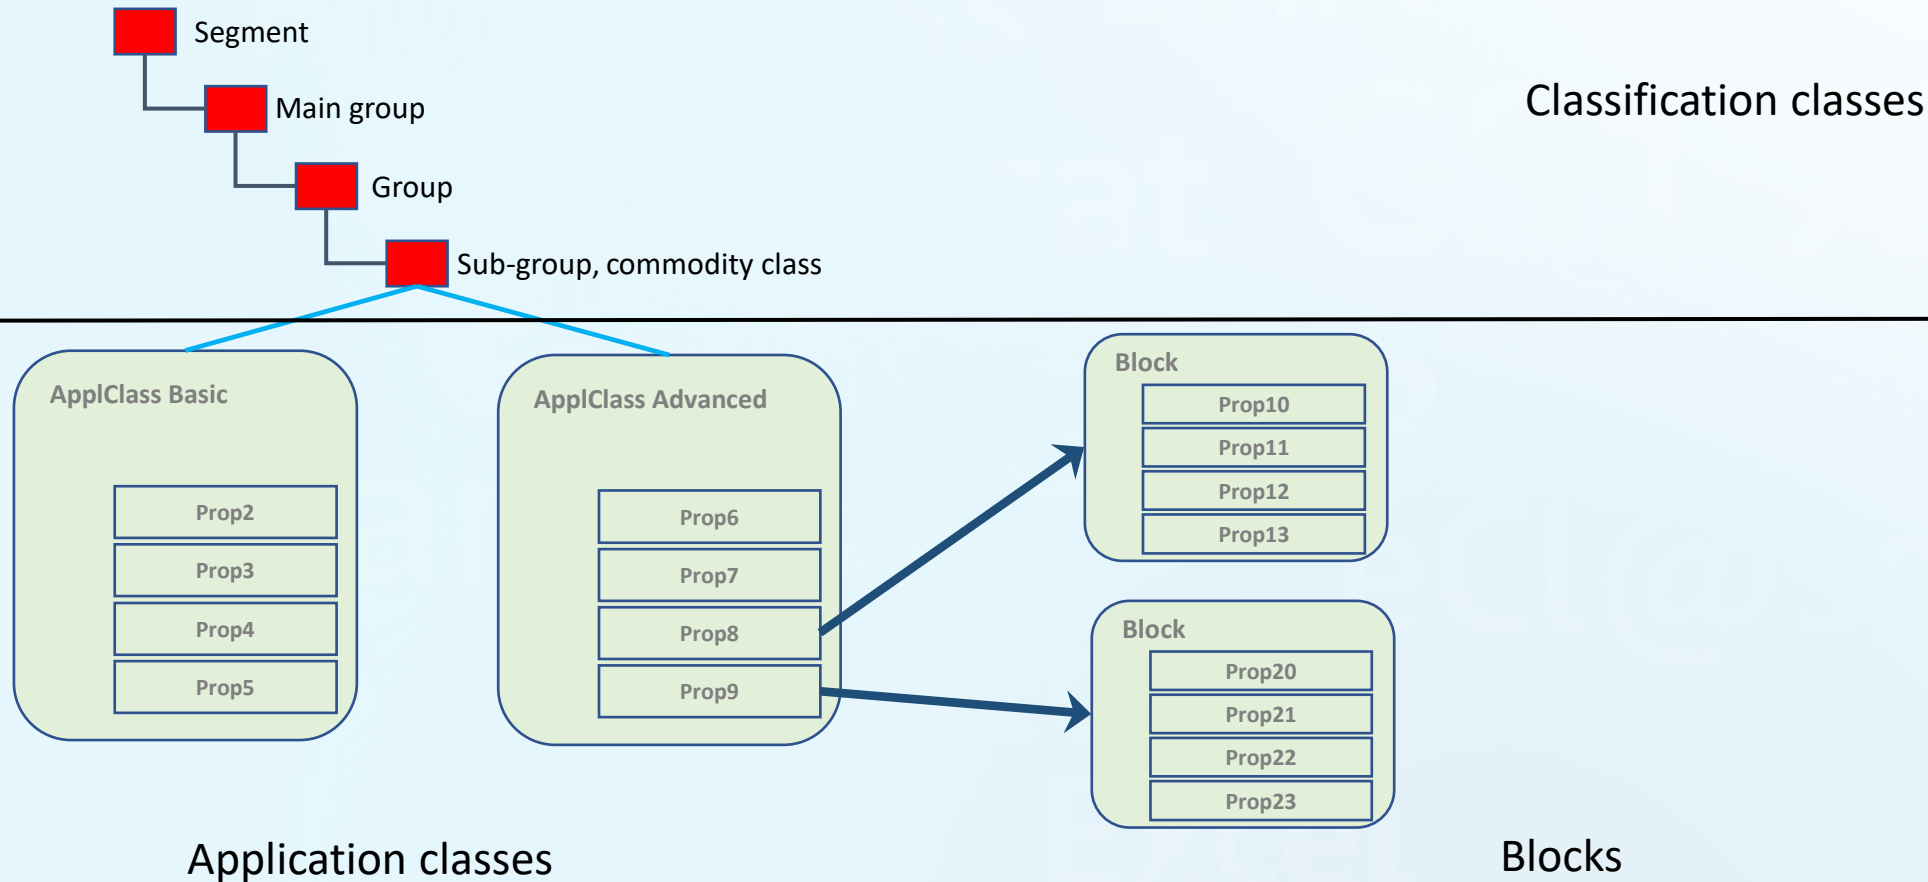 Segment
Main group
Classification classes
Group
Sub-group, commodity class
ApplClass Basic
Prop2
Prop3
Prop4
Prop5
ApplClass Advanced
Prop6
Prop7
Prop8
Prop9
Block
Prop10
Prop11
Prop12
Prop13
Block
Prop20
Prop21
Prop22
Prop23
Application classes
Blocks